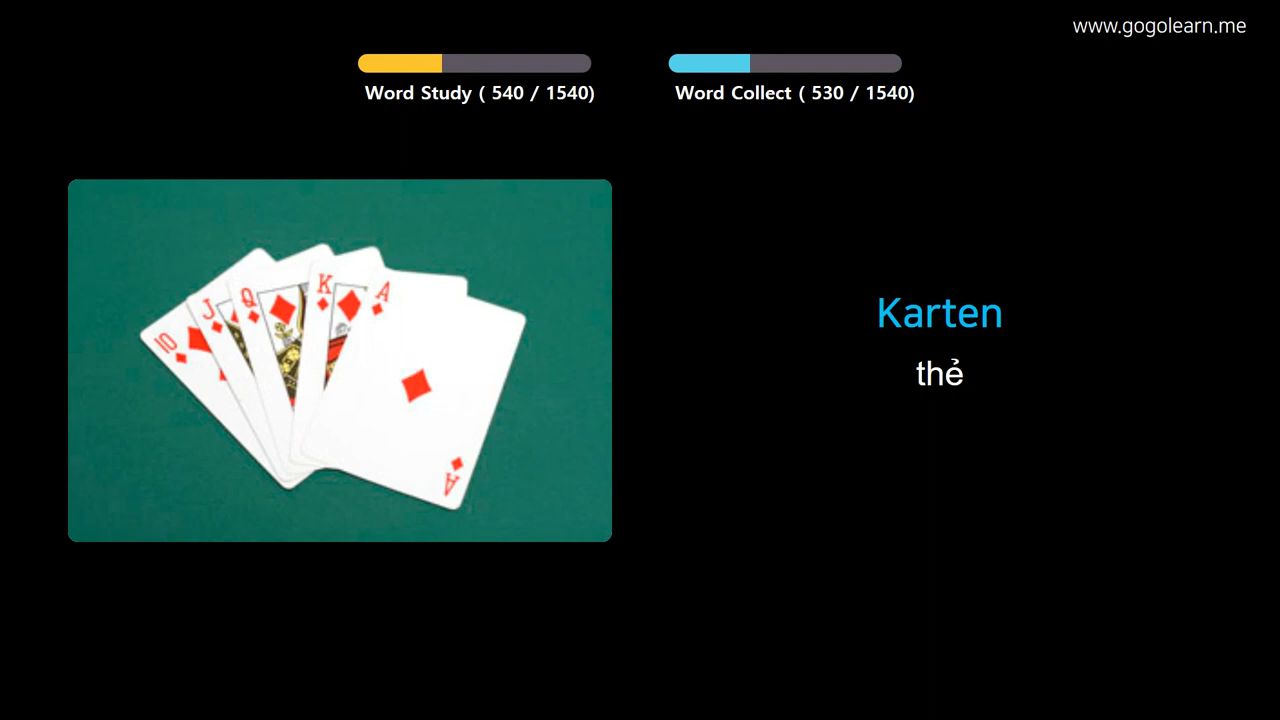 www.gogolearn.me
Word Study ( 540 / 1540)
Word Collect ( 530 / 1540)
10
J
Q
K
A
A
Karten
thẻ